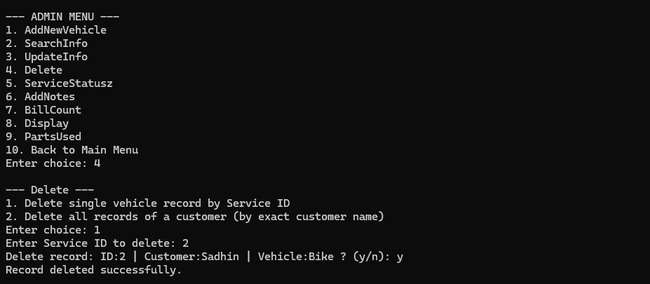 --- ADMIN MENU ---
1. AddNewVehicle
2. SearchInfo
3. UpdateInfo
4. Delete
5. ServiceStatusz
6. AddNotes
7. BillCount
8. Display
9. PartsUsed
10. Back to Main Menu
Enter choice: 4
--- Delete ---
1. Delete single vehicle record by Service ID
2. Delete all records of a customer (by exact customer name)
Enter choice: 1
Enter Service ID to delete: 2
Delete record: ID:2 | Customer:Sadhin | Vehicle:Bike ? (y/n): y
Record deleted successfully.